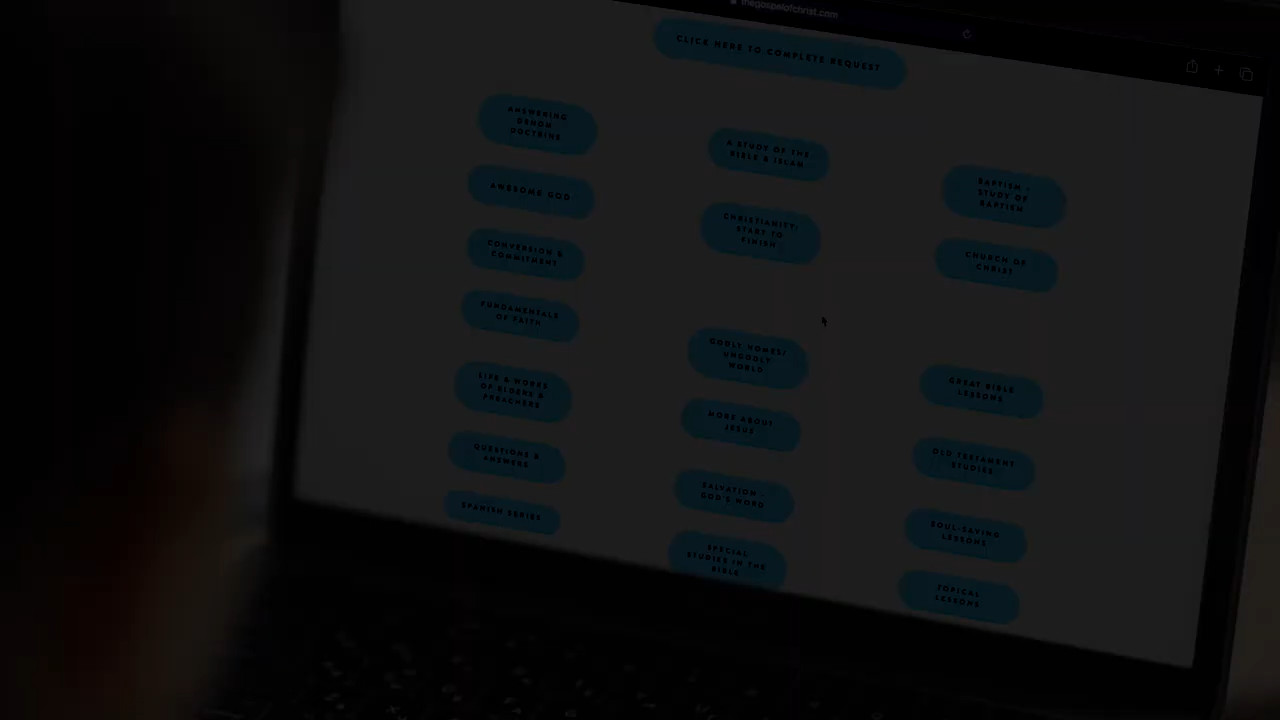 thegospelofchrist.com
CLICK HERE TO COMPLETE REQUEST
ANSWERING
DENOM
DOCTRINE
A STUDY OF THE
BIBLE & ISLAM
BAPTISM -
STUDY OF
BAPTISM
AWESOME GOD
CHRISTIANITY:
START TO
FINISH
CHURCH OF
CHRIST
CONVERSION &
COMMITMENT
FUNDAMENTALS
OF FAITH
GODLY HOMES/
UNGODLY
WORLD
GREAT BIBLE
LESSONS
LIFE & WORKS
OF ELDERS &
PREACHERS
MORE ABOUT
JESUS
OLD TESTAMENT
STUDIES
QUESTIONS &
ANSWERS
SALVATION -
GOD'S WORD
SOUL-SAVING
LESSONS
SPANISH SERIES
SPECIAL
STUDIES IN THE
BIBLE
TOPICAL
LESSONS